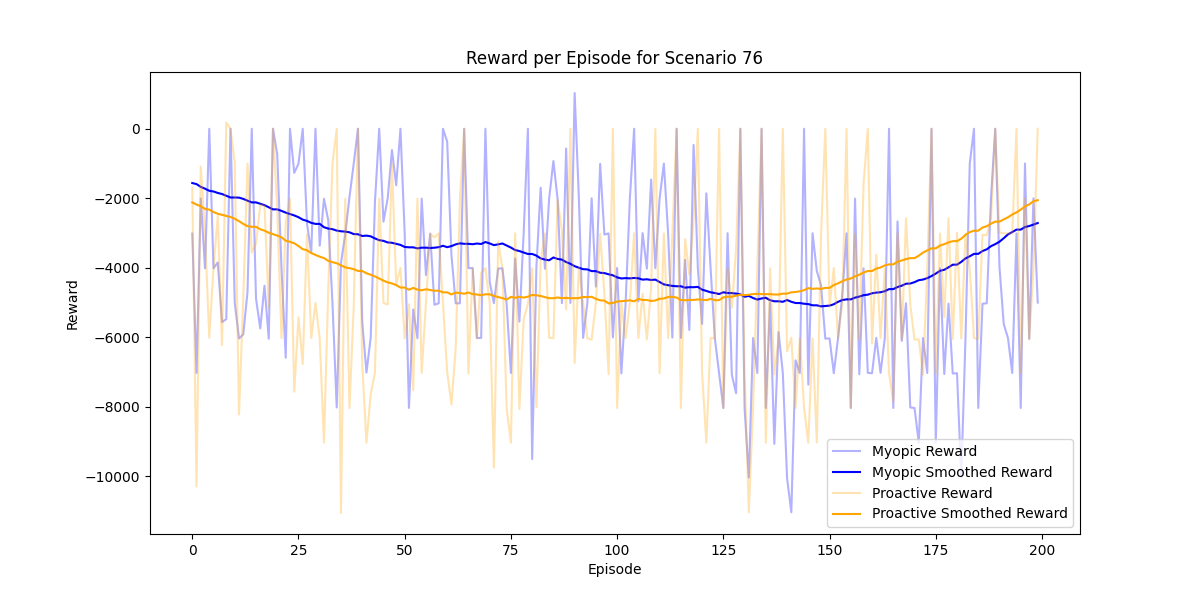 Reward per Episode for Scenario 76
Reward
0
−2000
−4000
−6000
−8000
−10000
0 25 50 75 100 125 150 175 200
Episode
Myopic Reward
Myopic Smoothed Reward
Proactive Reward
Proactive Smoothed Reward